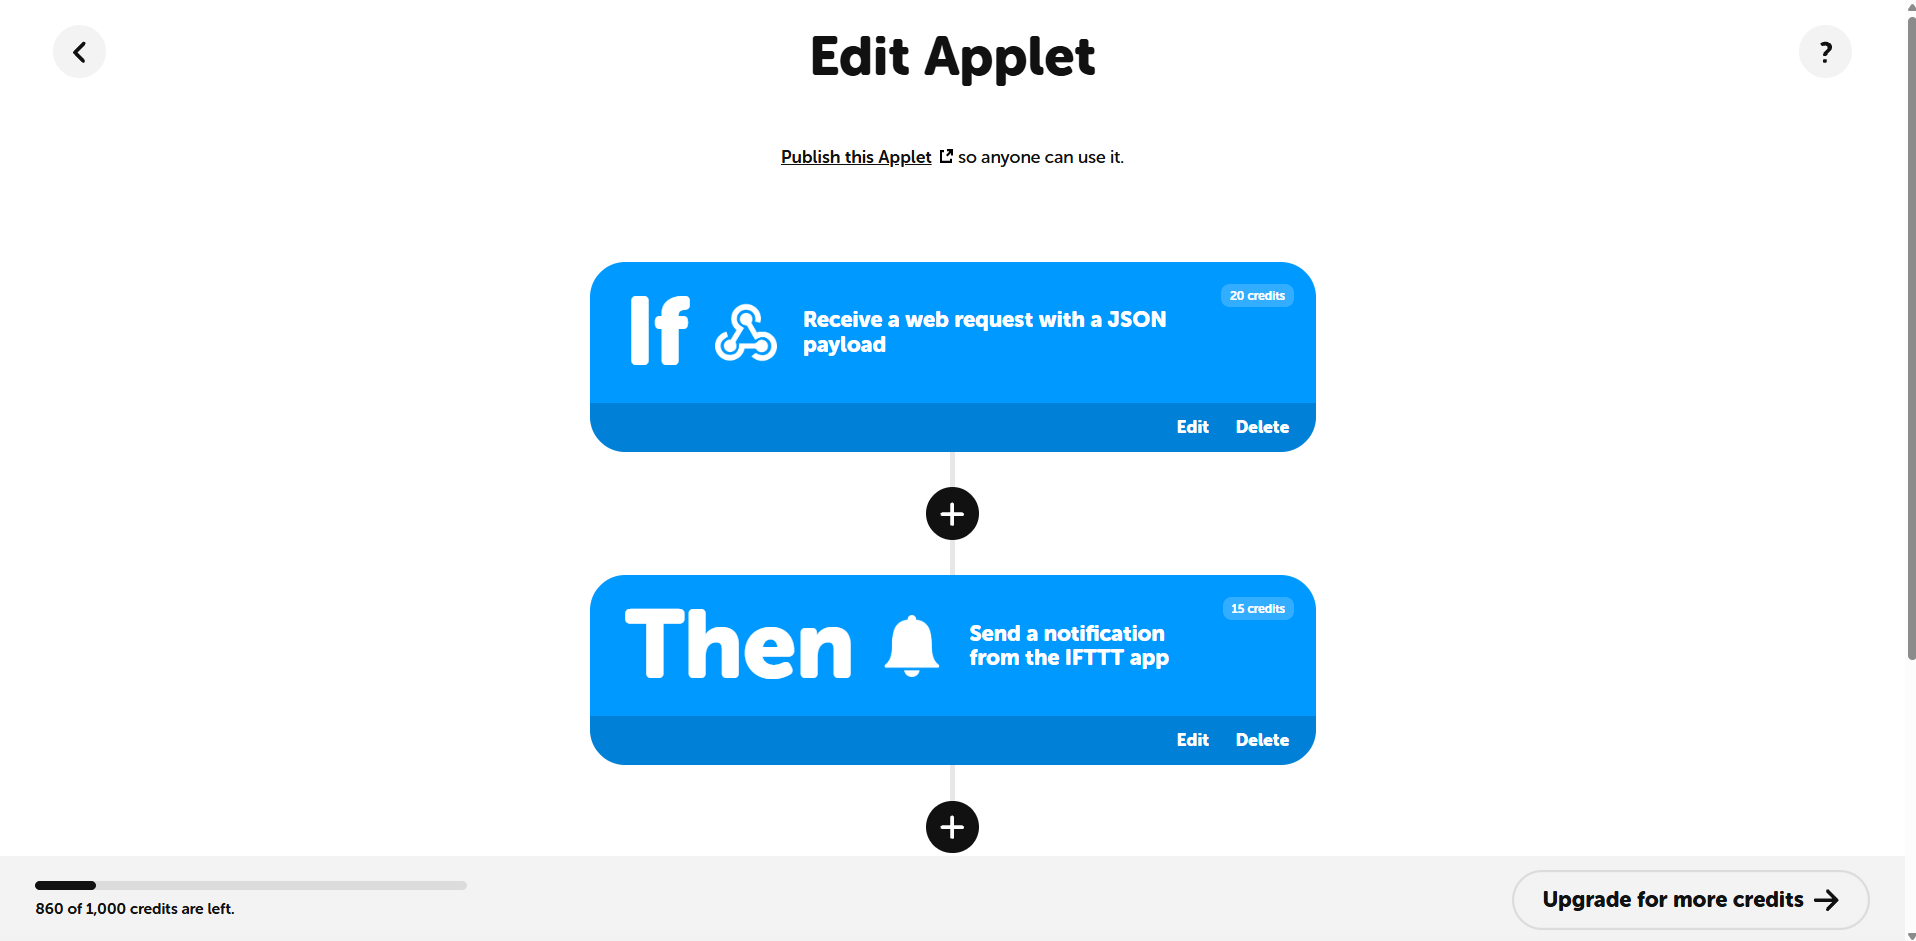 Edit Applet
?
Publish this Applet so anyone can use it.
If
Receive a web request with a JSON
payload
20 credits
Edit Delete
Then
Send a notification
from the IFTTT app
15 credits
Edit Delete
860 of 1,000 credits are left.
Upgrade for more credits